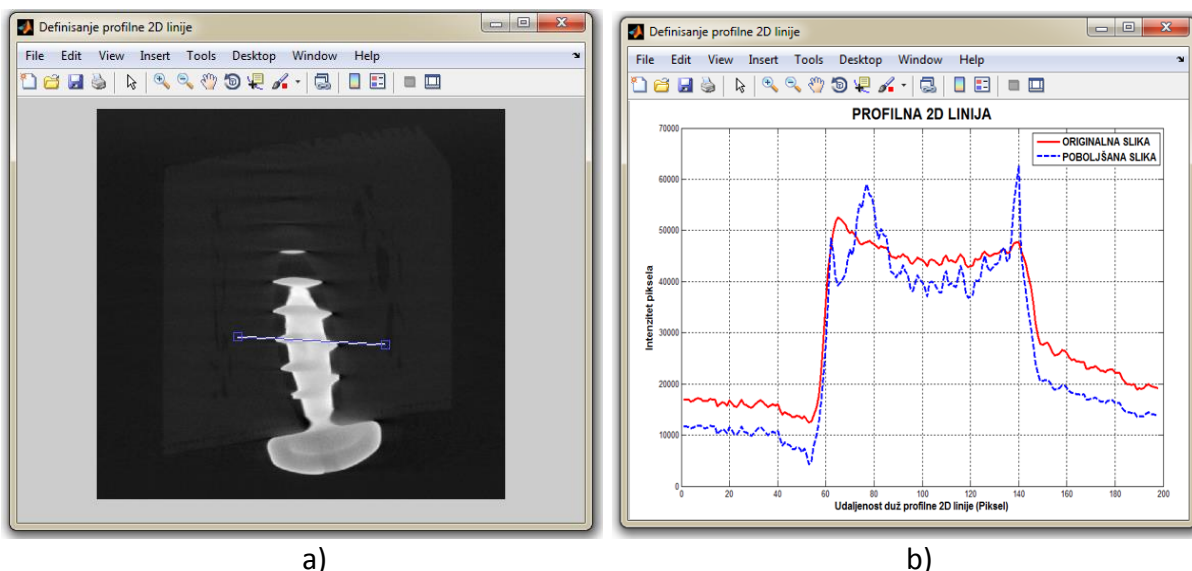 Definisanje profilne 2D linije
File Edit View Insert Tools Desktop Window Help
a)
Definisanje profilne 2D linije
File Edit View Insert Tools Desktop Window Help
PROFILNA 2D LINIJA
ORIGINALNA SLIKA
POBOLJŠANA SLIKA
Intenzitet piksela
70000
60000
50000
40000
30000
20000
10000
0
0 20 40 60 80 100 120 140 160 180 200
Udaljenost duž profilne 2D linije (Piksel)
b)